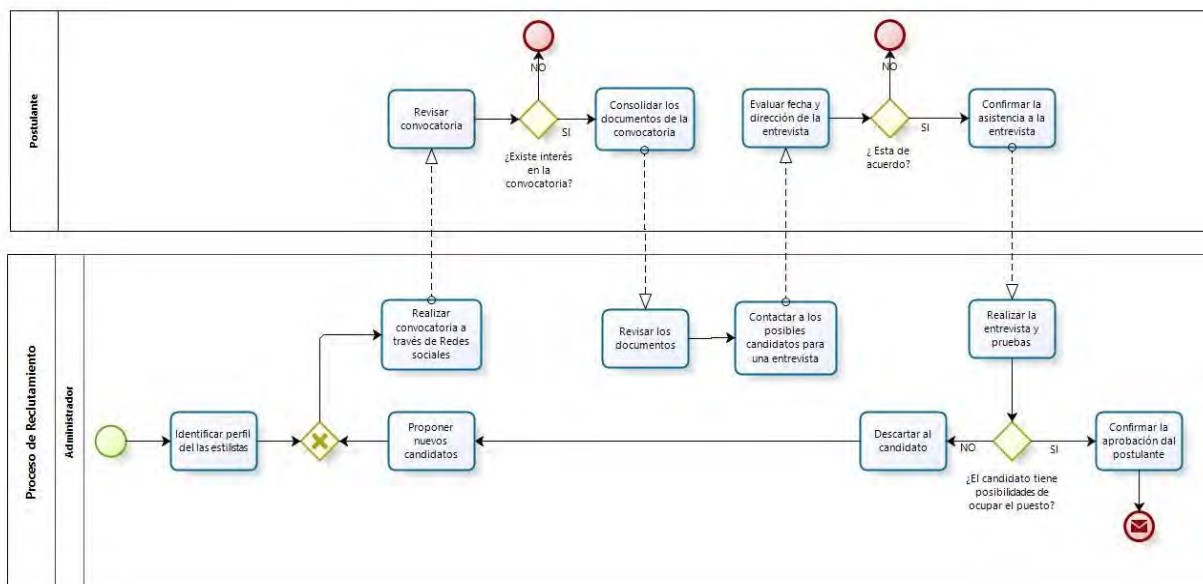 Postulante
Revisar
convocatoria
NO
SI
¿Existe interés
en la
convocatoria?
Consolidar los
documentos de la
convocatoria
Evaluar fecha y
dirección de la
entrevista
NO
SI
¿ Esta de
acuerdo?
Confirmar la
asistencia a la
entrevista
Proceso de Reclutamiento
Administrador
Identificar perfil
del las estilistas
Realizar
convocatoria a
través de Redes
sociales
Proponer
nuevos
candidatos
Revisar los
documentos
Contactar a los
posibles
candidatos para
una entrevista
Realizar la
entrevista y
pruebas
Descartar al
candidato
NO
SI
¿El candidato tiene
posibilidades de
ocupar el puesto?
Confirmar la
aprobación dal
postulante